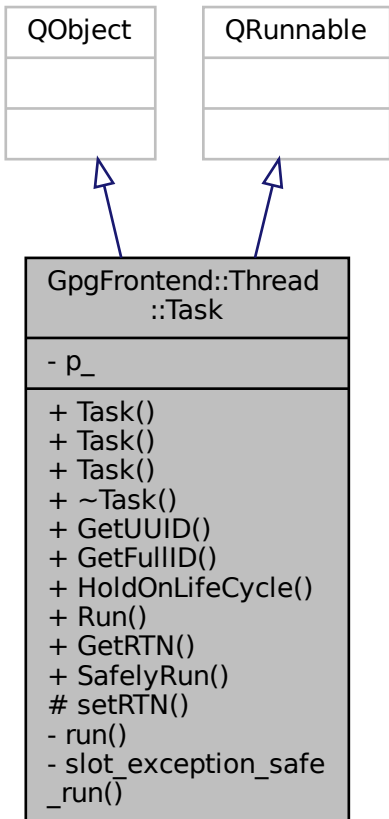 QObject
QRunnable
GpgFrontend::Thread
::Task
- p_
+ Task()
+ Task()
+ Task()
+ ~Task()
+ GetUUID()
+ GetFullID()
+ HoldOnLifeCycle()
+ Run()
+ GetRTN()
+ SafelyRun()
# setRTN()
- run()
- slot_exception_safe
_run()